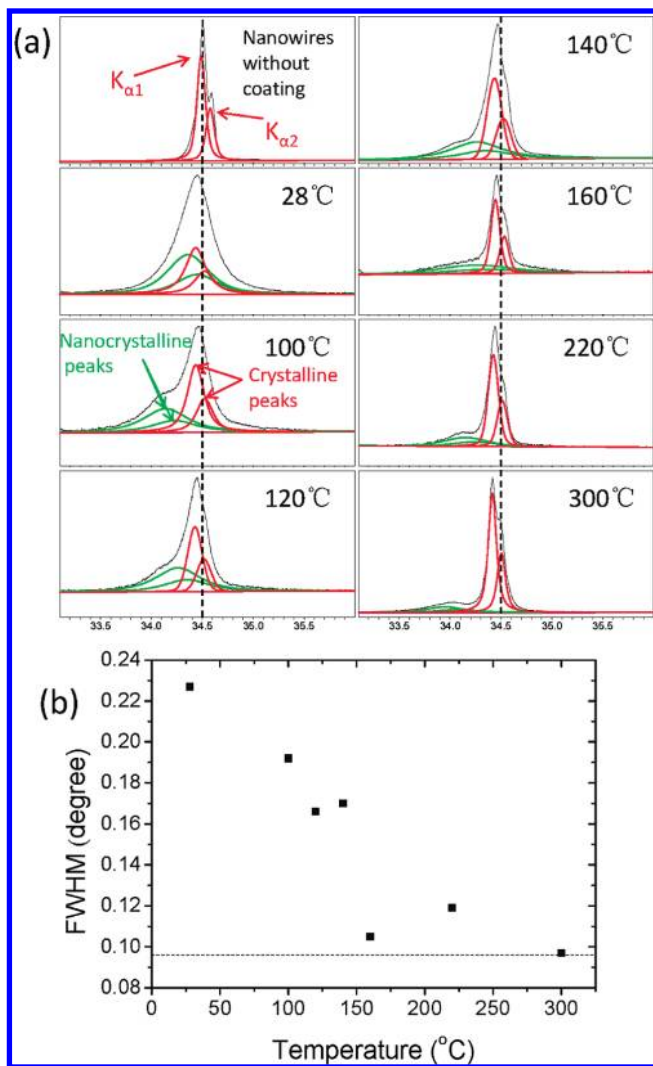 (a)
Nanowires
without
coating
Kα1
Kα2
140℃
28℃
160℃
Nanocrystalline
peaks
100℃
Crystalline
peaks
220℃
120℃
300℃
33.5 34.0 34.5 35.0 35.5
33.5 34.0 34.5 35.0 35.5
(b)
0.24
0.22
0.20
0.18
0.16
0.14
0.12
0.10
0.08
FWHM (degree)
0 50 100 150 200 250 300
Temperature (°C)